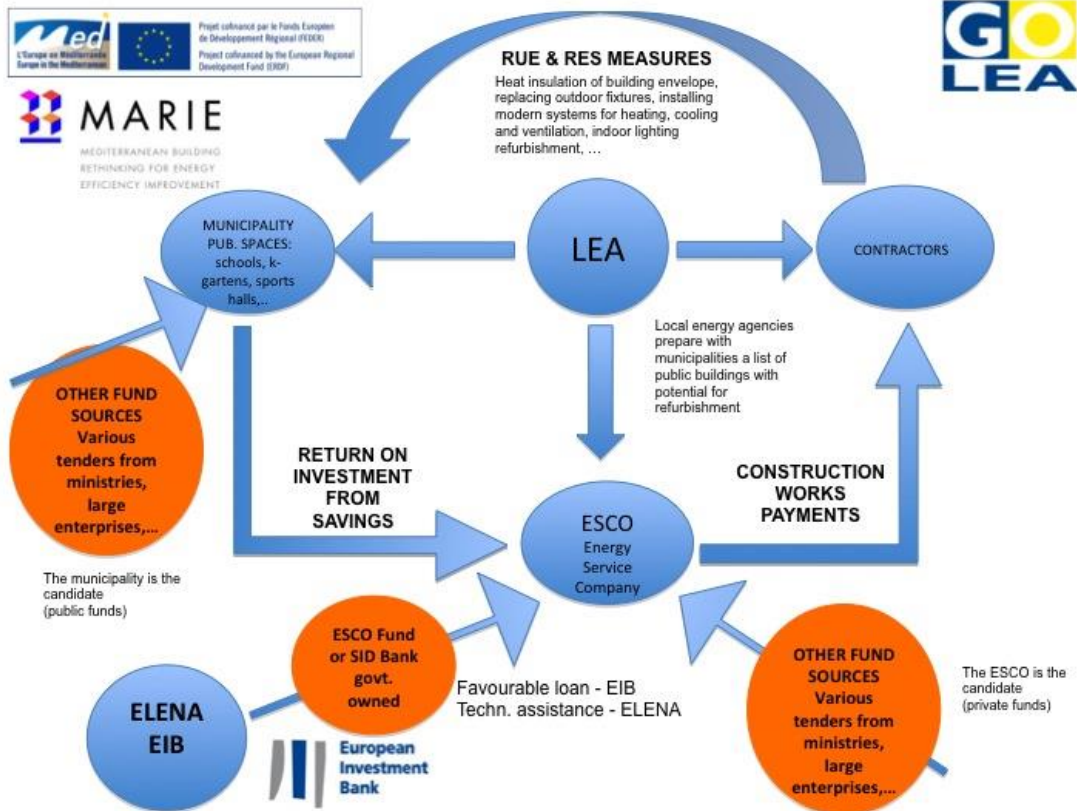 Med
L'Europe en Méditerranée
Europe in the Mediterranean
Projet cofinancé par le Fonds Européen
de Développement Régional (FEDER)
Project cofinanced by the European Regional
Development Fund (ERDF)
MARIE
MEDITERRANEAN BUILDING
RETHINKING FOR ENERGY
EFFICIENCY IMPROVEMENT
GO
LEA
RUE & RES MEASURES
Heat insulation of building envelope,
replacing outdoor fixtures, installing
modern systems for heating, cooling
and ventilation, indoor lighting
refurbishment, ...
MUNICIPALITY
PUB. SPACES:
schools, k-
gartens, sports
halls,..
LEA
CONTRACTORS
Local energy agencies
prepare with
municipalities a list of
public buildings with
potential for
refurbishment
OTHER FUND
SOURCES
Various
tenders from
ministries,
large
enterprises,...
The municipality is the
candidate
(public funds)
RETURN ON
INVESTMENT
FROM
SAVINGS
ESCO
Energy
Service
Company
CONSTRUCTION
WORKS
PAYMENTS
ELENA
EIB
ESCO Fund
or SID Bank
govt.
owned
Favourable loan - EIB
Techn. assistance - ELENA
European
Investment
Bank
OTHER FUND
SOURCES
Various
tenders from
ministries,
large
enterprises,...
The ESCO is the
candidate
(private funds)